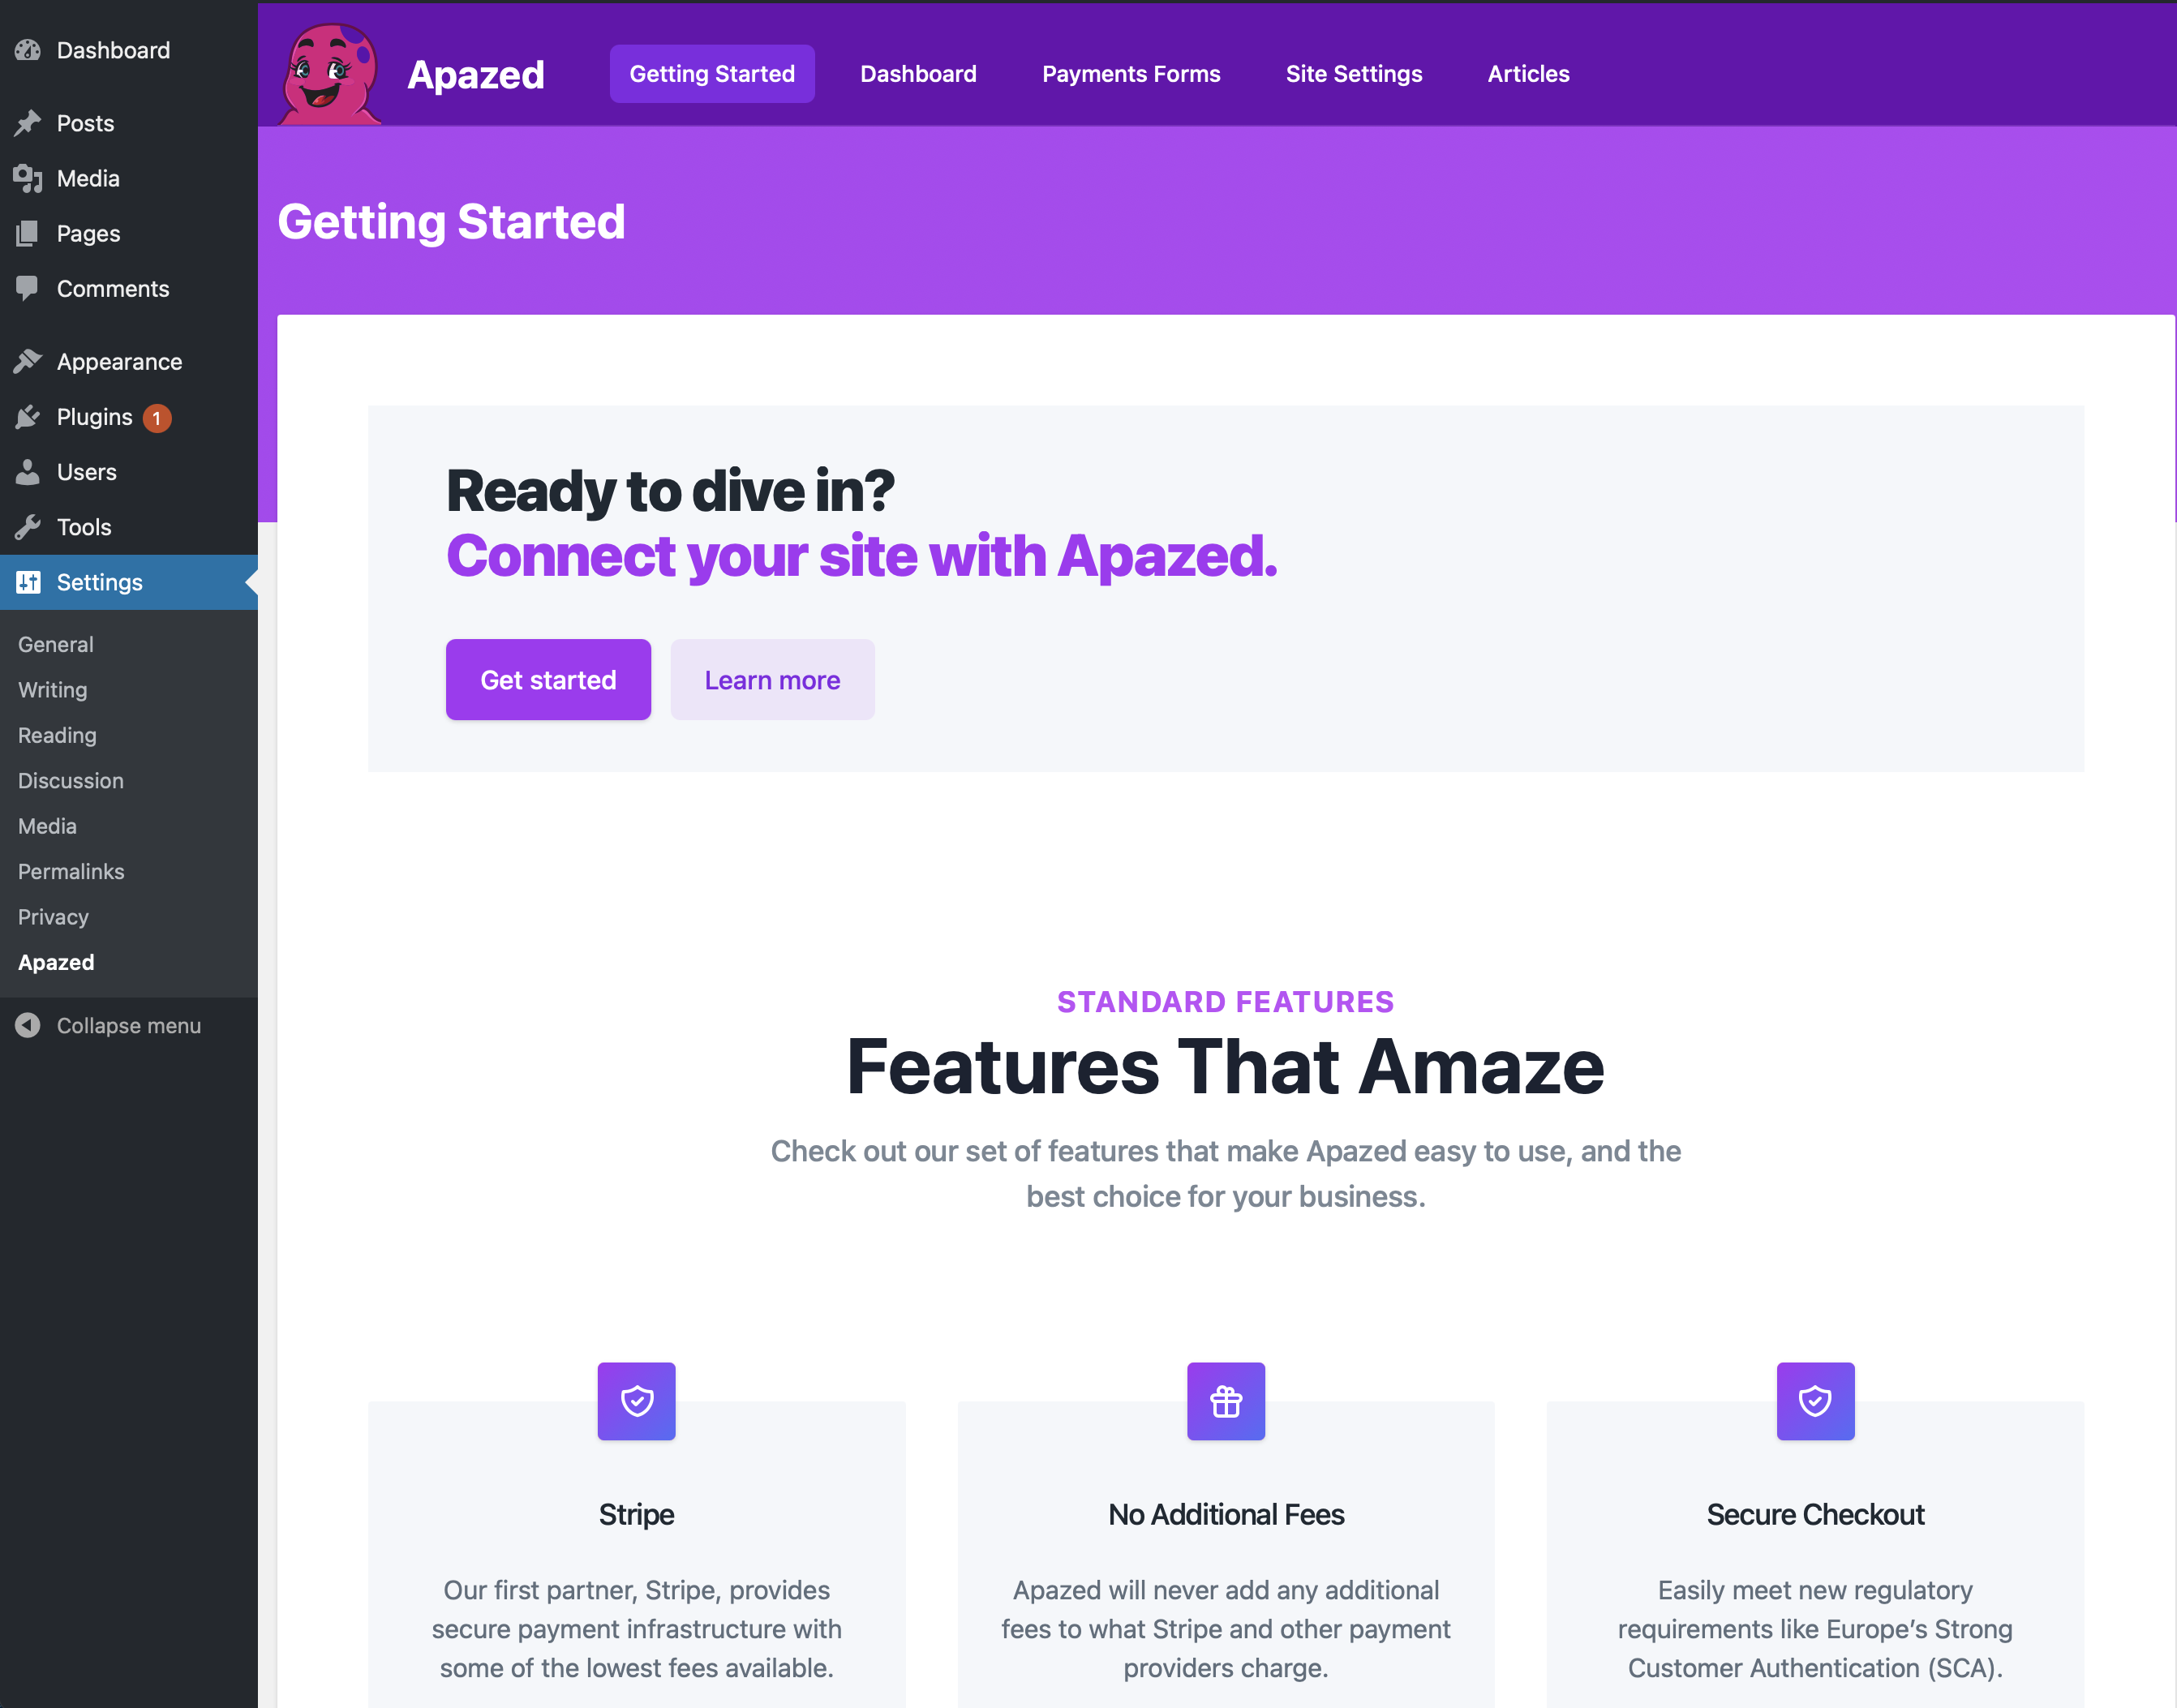 Dashboard
Posts
Media
Pages
Comments
Appearance
Plugins 1
Users
Tools
Settings
General
Writing
Reading
Discussion
Media
Permalinks
Privacy
Apazed
Collapse menu
Apazed
Getting Started
Dashboard
Payments Forms
Site Settings
Articles
Getting Started
Ready to dive in?
Connect your site with Apazed.
Get started
Learn more
STANDARD FEATURES
Features That Amaze
Check out our set of features that make Apazed easy to use, and the
best choice for your business.
Stripe
Our first partner, Stripe, provides
secure payment infrastructure with
some of the lowest fees available.
No Additional Fees
Apazed will never add any additional
fees to what Stripe and other payment
providers charge.
Secure Checkout
Easily meet new regulatory
requirements like Europe’s Strong
Customer Authentication (SCA).